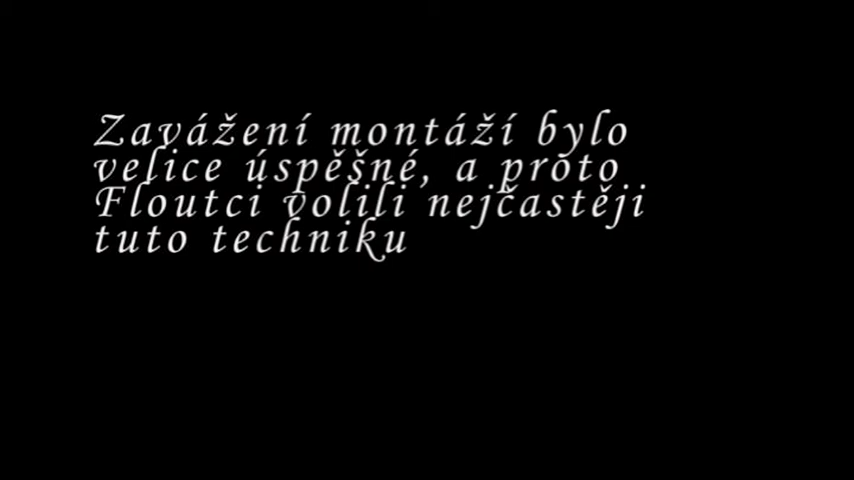 Zavážení montáží bylo
velice úspěšné, a proto
Floutci volili nejčastěji
tuto techniku